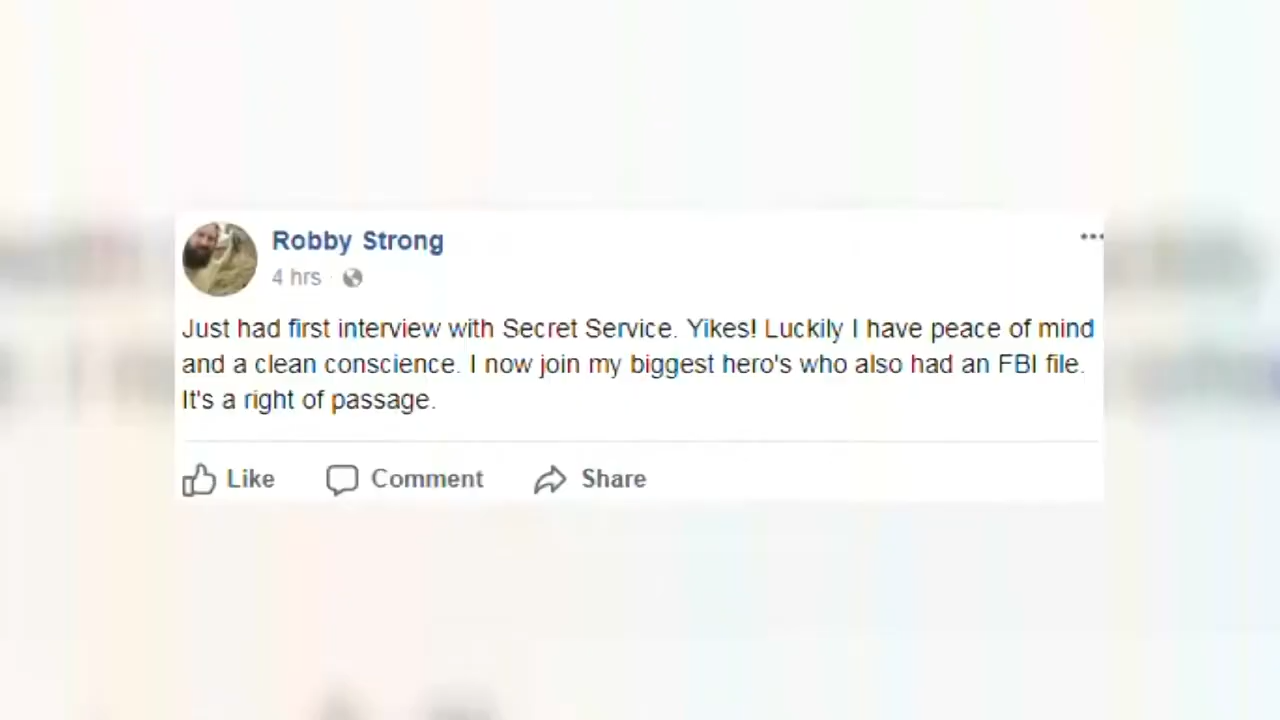 Robby Strong
4 hrs
Just had first interview with Secret Service. Yikes! Luckily I have peace of mind
and a clean conscience. I now join my biggest hero's who also had an FBI file.
It's a right of passage.
Like Comment Share